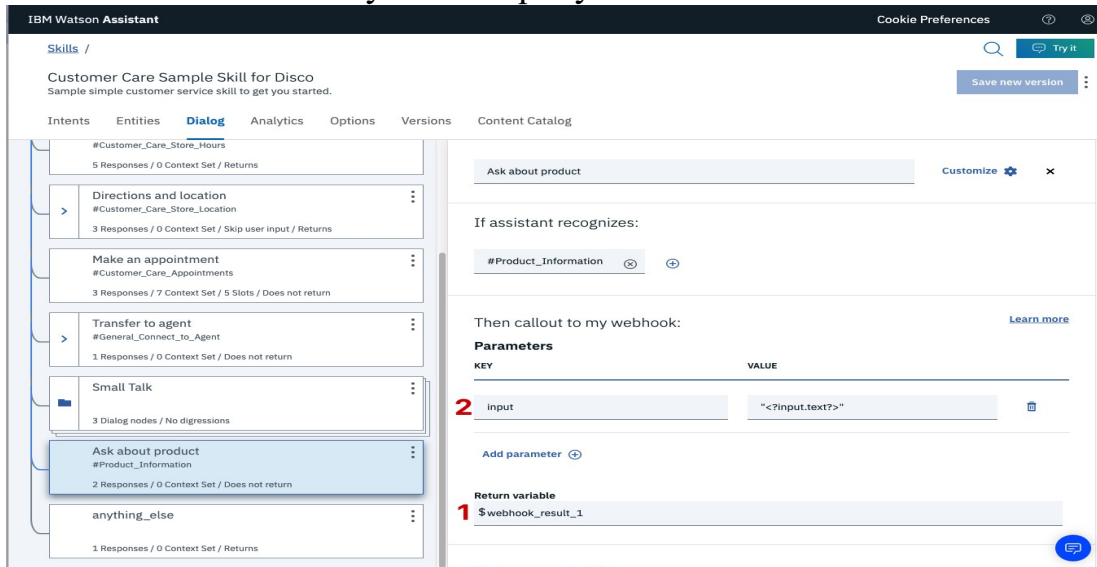 IBM Watson Assistant
Cookie Preferences
Skills /
Try it
Customer Care Sample Skill for Disco
Sample simple customer service skill to get you started.
Save new version
Intents Entities Dialog Analytics Options Versions Content Catalog
#Customer_Care_Store_Hours
5 Responses / 0 Context Set / Returns
Directions and location
#Customer_Care_Store_Location
3 Responses / 0 Context Set / Skip user input / Returns
Make an appointment
#Customer_Care_Appointments
3 Responses / 7 Context Set / 5 Slots / Does not return
Transfer to agent
#General_Connect_to_Agent
1 Responses / 0 Context Set / Does not return
Small Talk
3 Dialog nodes / No digressions
Ask about product
#Product_Information
2 Responses / 0 Context Set / Does not return
anything_else
1 Responses / 0 Context Set / Returns
Ask about product
Customize
If assistant recognizes:
#Product_Information
Then callout to my webhook:
Learn more
Parameters
KEY VALUE
2 input "<?input.text?>"
Add parameter
Return variable
1 $webhook_result_1